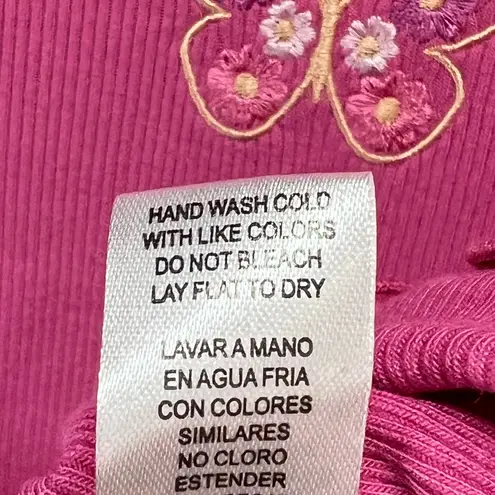 HAND WASH COLD
WITH LIKE COLORS
DO NOT BLEACH
LAY FLAT TO DRY
LAVAR A MANO
EN AGUA FRIA
CON COLORES
SIMILARES
NO CLORO
ESTENDER